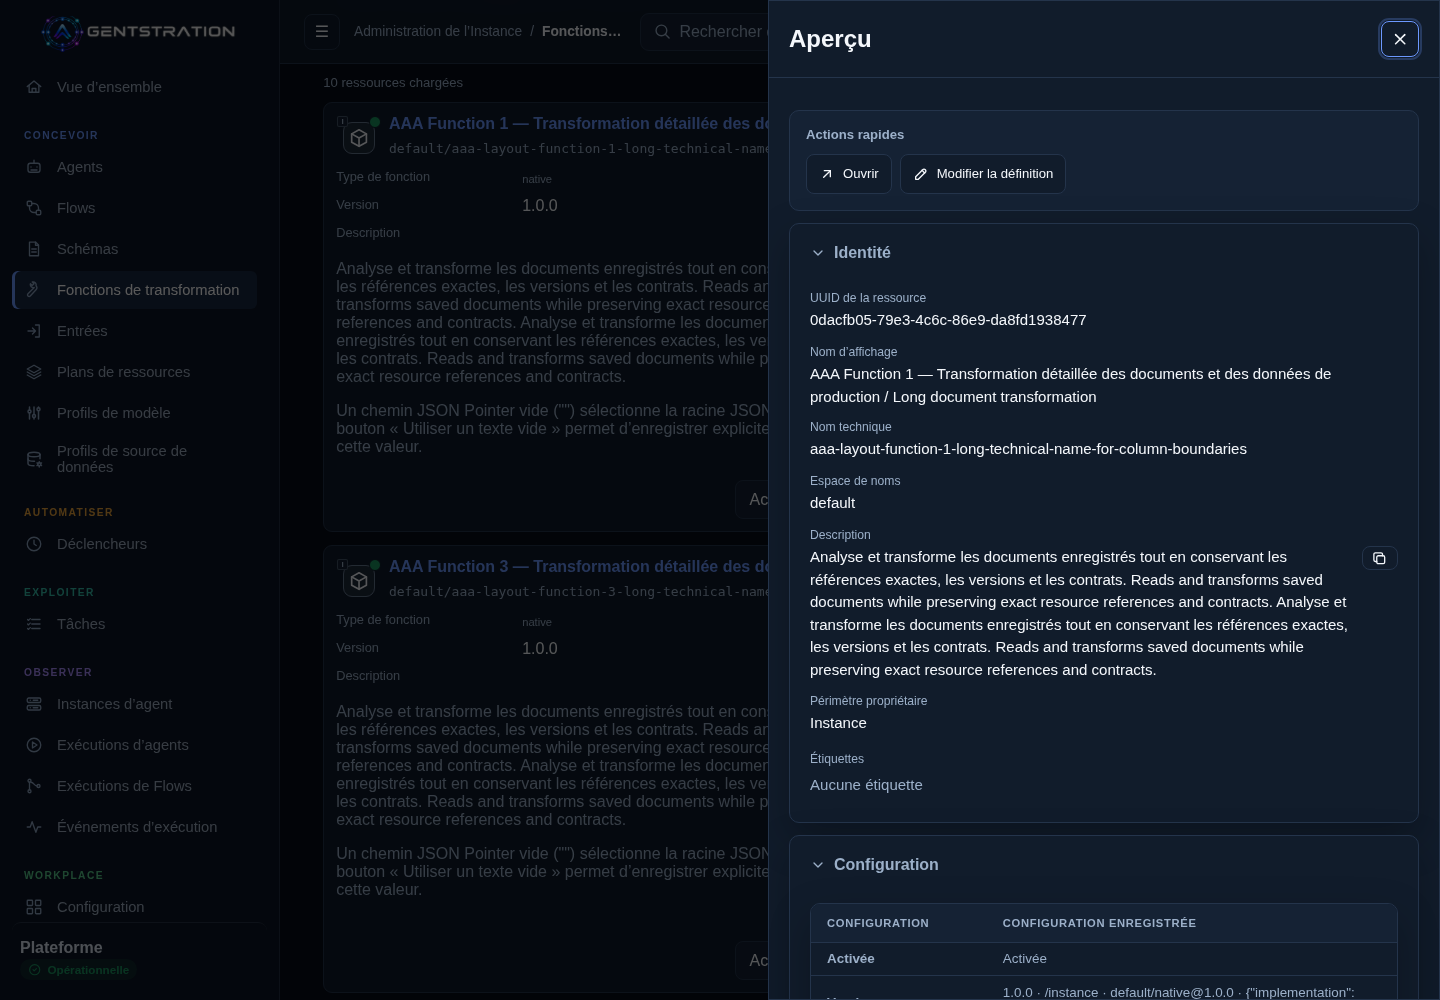 GENTSTRATION
Vue d’ensemble
CONCEVOIR
Agents
Flows
Schémas
Fonctions de transformation
Entrées
Plans de ressources
Profils de modèle
Profils de source de
données
AUTOMATISER
Déclencheurs
EXPLOITER
Tâches
OBSERVER
Instances d’agent
Exécutions d’agents
Exécutions de Flows
Événements d’exécution
WORKPLACE
Configuration
Plateforme
Opérationnelle
Administration de l’Instance / Fonctions…
Rechercher
10 ressources chargées
AAA Function 1 — Transformation détaillée des
default/aaa-layout-function-1-long-technical-name
Type de fonction native
Version 1.0.0
Description
Analyse et transforme les documents enregistrés tout en
les références exactes, les versions et les contrats. Reads
transforms saved documents while preserving exact resource
references and contracts. Analyse et transforme les
enregistrés tout en conservant les références exactes, les
les contrats. Reads and transforms saved documents while
exact resource references and contracts.
Un chemin JSON Pointer vide ("") sélectionne la racine JSON
bouton « Utiliser un texte vide » permet d’enregistrer
cette valeur.
AAA Function 3 — Transformation détaillée des
default/aaa-layout-function-3-long-technical-name
Type de fonction native
Version 1.0.0
Description
Analyse et transforme les documents enregistrés tout en
les références exactes, les versions et les contrats. Reads
transforms saved documents while preserving exact resource
references and contracts. Analyse et transforme les
enregistrés tout en conservant les références exactes, les
les contrats. Reads and transforms saved documents while
exact resource references and contracts.
Un chemin JSON Pointer vide ("") sélectionne la racine JSON
bouton « Utiliser un texte vide » permet d’enregistrer
cette valeur.
Aperçu
Actions rapides
Ouvrir
Modifier la définition
Identité
UUID de la ressource
0dacfb05-79e3-4c6c-86e9-da8fd1938477
Nom d’affichage
AAA Function 1 — Transformation détaillée des documents et des données de
production / Long document transformation
Nom technique
aaa-layout-function-1-long-technical-name-for-column-boundaries
Espace de noms
default
Description
Analyse et transforme les documents enregistrés tout en conservant les
références exactes, les versions et les contrats. Reads and transforms saved
documents while preserving exact resource references and contracts. Analyse et
transforme les documents enregistrés tout en conservant les références exactes,
les versions et les contrats. Reads and transforms saved documents while
preserving exact resource references and contracts.
Périmètre propriétaire
Instance
Étiquettes
Aucune étiquette
Configuration
CONFIGURATION CONFIGURATION ENREGISTRÉE
Activée Activée
1.0.0 · /instance · default/native@1.0.0 · {"implementation":